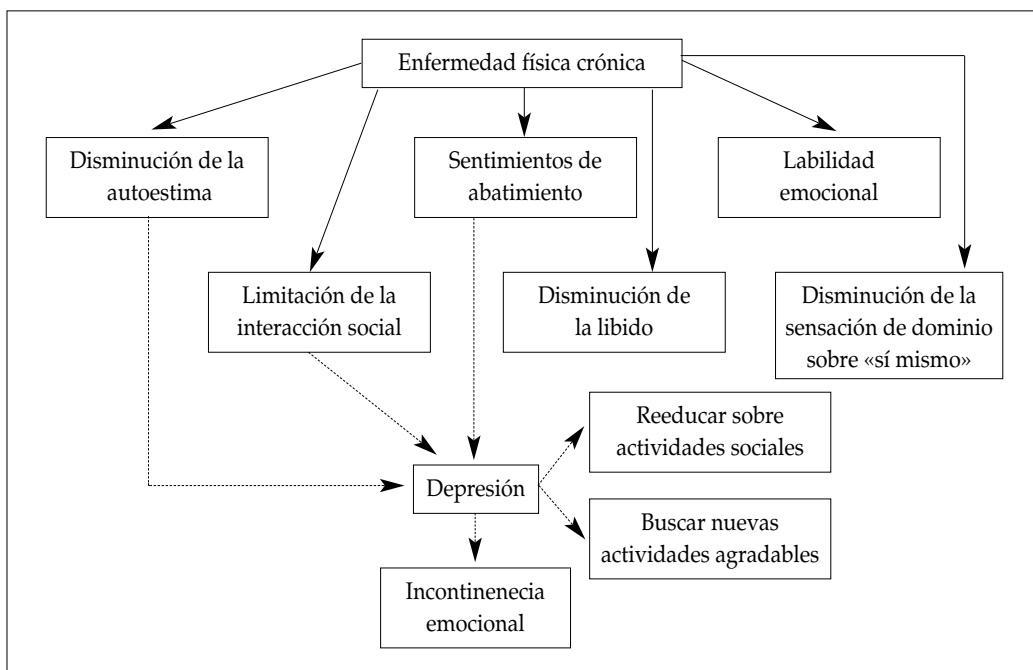 Enfermedad física crónica
Disminución de la
autoestima
Sentimientos de
abatimiento
Labilidad
emocional
Limitación de la
interacción social
Disminución de
la libido
Disminución de la
sensación de dominio
sobre «sí mismo»
Reeducar sobre
actividades sociales
Depresión
Buscar nuevas
actividades agradables
Incontinenecia
emocional